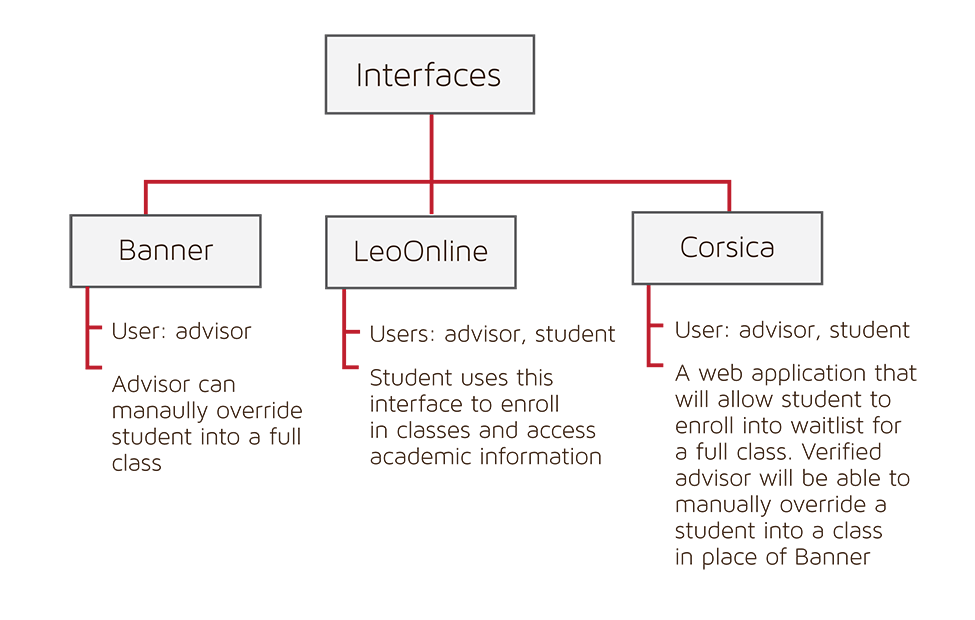 Interfaces
Banner
User: advisor
Advisor can
manaully override
student into a full
class
LeoOnline
Users: advisor, student
Student uses this
interface to enroll
in classes and access
academic information
Corsica
User: advisor, student
A web application that
will allow student to
enroll into waitlist for
a full class. Verified
advisor will be able to
manually override a
student into a class
in place of Banner